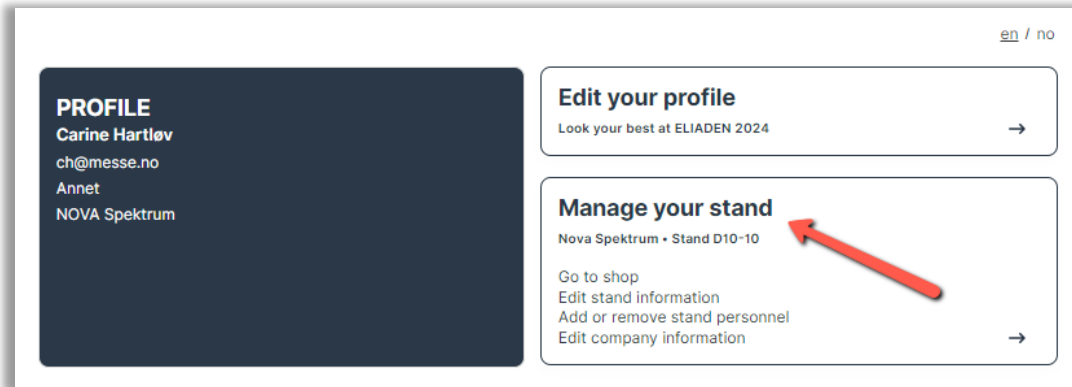 en / no
PROFILE
Carine Hartløv
ch@messe.no
Annet
NOVA Spektrum
Edit your profile
Look your best at ELIADEN 2024
→
Manage your stand
Nova Spektrum • Stand D10-10
Go to shop
Edit stand information
Add or remove stand personnel
Edit company information
→